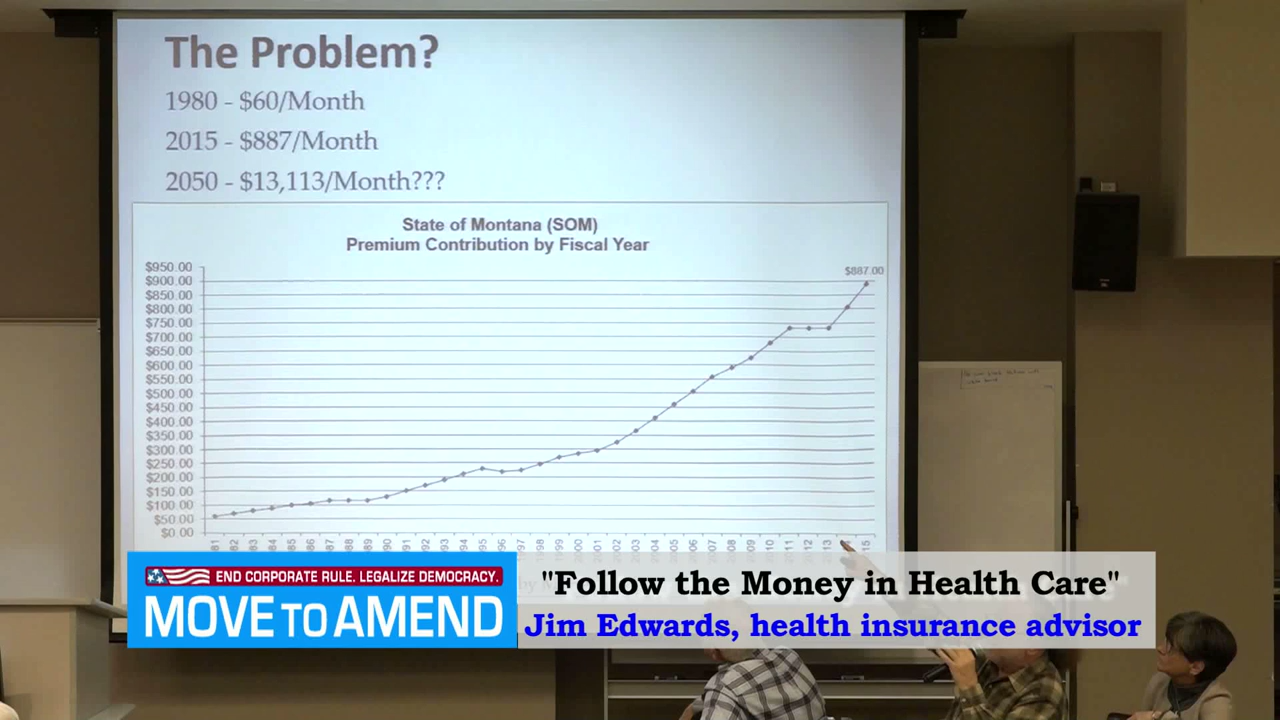 The Problem?
1980 - $60/Month
2015 - $887/Month
2050 - $13,113/Month???
State of Montana (SOM)
Premium Contribution by Fiscal Year
$887.00
$950.00
$900.00
$850.00
$800.00
$750.00
$700.00
$650.00
$600.00
$550.00
$500.00
$450.00
$400.00
$350.00
$300.00
$250.00
$200.00
$150.00
$100.00
$50.00
$0.00
END CORPORATE RULE. LEGALIZE DEMOCRACY.
MOVE TO AMEND
"Follow the Money in Health Care"
Jim Edwards, health insurance advisor